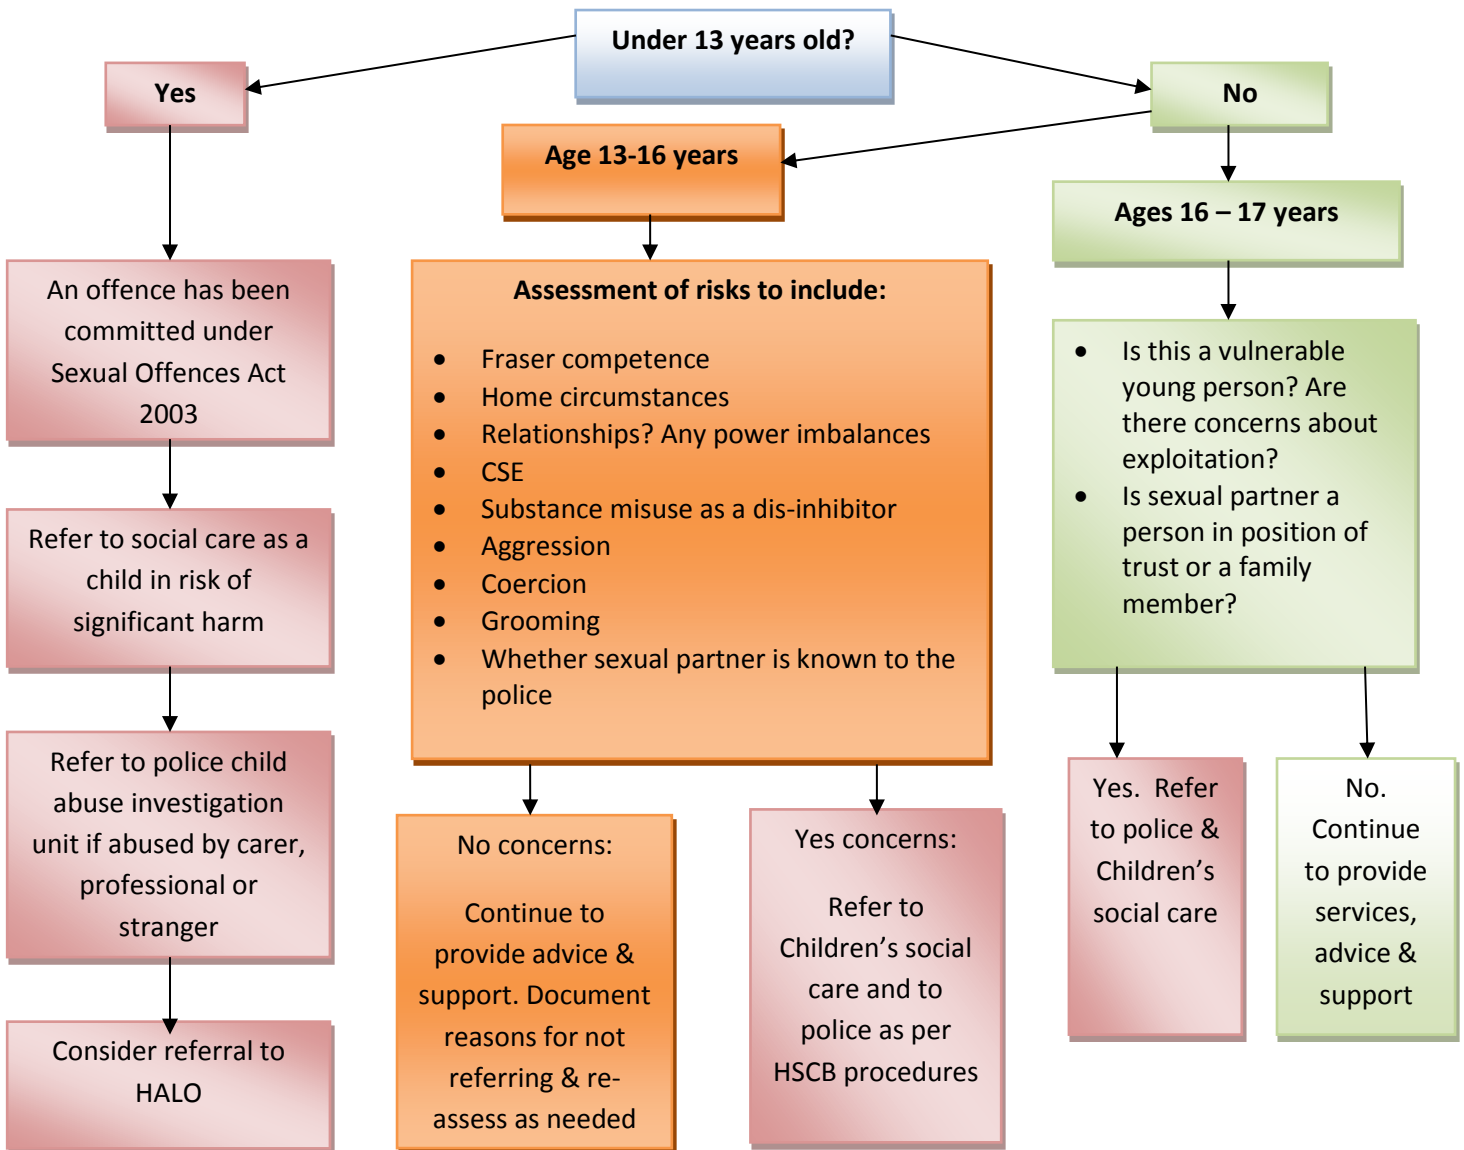 Under 13 years old?
Yes
No
Age 13-16 years
Ages 16 – 17 years
An offence has been
committed under
Sexual Offences Act
2003
Refer to social care as a
child in risk of
significant harm
Refer to police child
abuse investigation
unit if abused by carer,
professional or
stranger
Consider referral to
HALO
Assessment of risks to include:
• Fraser competence
• Home circumstances
• Relationships? Any power imbalances
• CSE
• Substance misuse as a dis-inhibitor
• Aggression
• Coercion
• Grooming
• Whether sexual partner is known to the
police
No concerns:
Continue to
provide advice &
support. Document
reasons for not
referring & re-
assess as needed
Yes concerns:
Refer to
Children’s social
care and to
police as per
HSCB procedures
• Is this a vulnerable
young person? Are
there concerns about
exploitation?
• Is sexual partner a
person in position of
trust or a family
member?
Yes. Refer
to police &
Children’s
social care
No.
Continue
to provide
services,
advice &
support